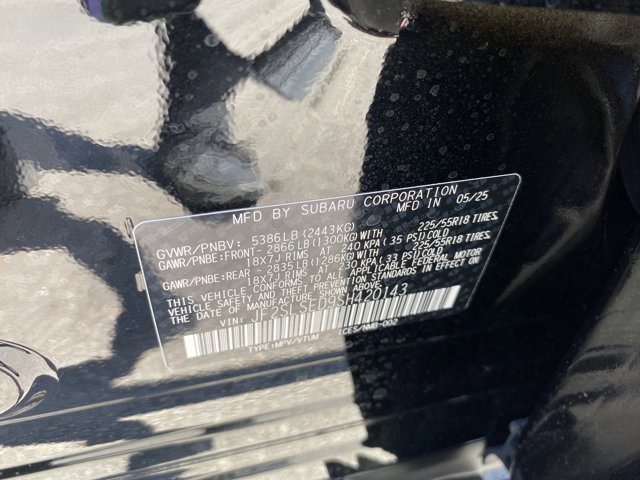 MFD BY SUBARU CORPORATION MFD IN 05/25
GVWR/PNBV: 5386LB (2443KG)
GAWR/PNBE:FRONT- 2866LB(1300KG)WITH 225/55R18 TIRES,
18X7J RIMS AT 240 KPA(35 PSI)COLD
GAWR/PNBE:REAR - 2835LB(1286KG)WITH 225/55R18 TIRES,
18X7J RIMS AT 230 KPA(33 PSI)COLD
THIS VEHICLE CONFORMS TO ALL APPLICABLE FEDERAL MOTOR
VEHICLE SAFETY AND THEFT PREVENTION STANDARDS IN EFFECT ON
THE DATE OF MANUFACTURE SHOWN ABOVE.
VIN: JF2SLSED9SH420143
TYPE:MPV/VTUM ICES/NMB-002